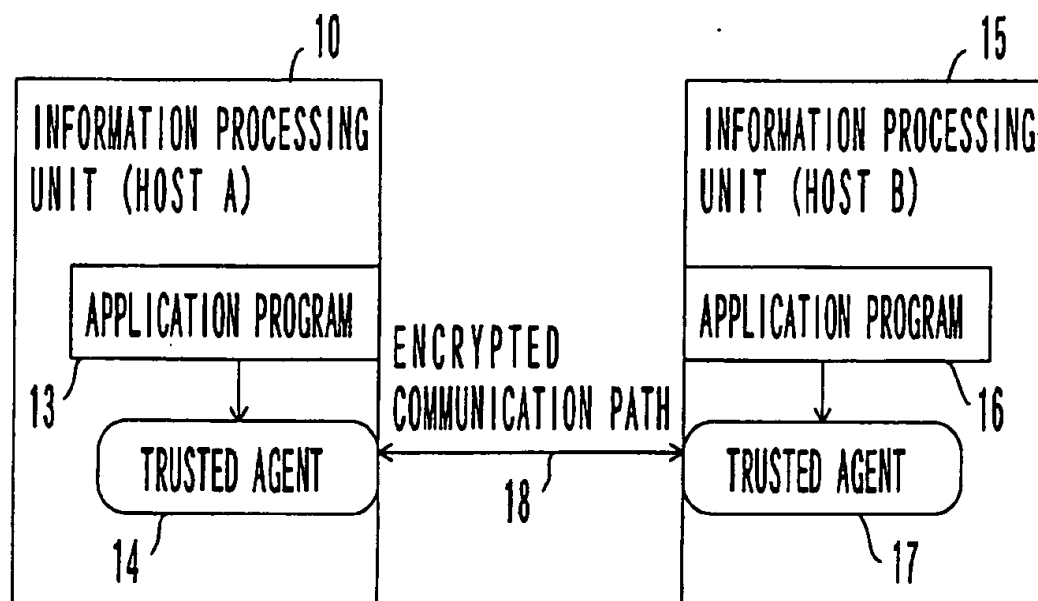 10
15
INFORMATION PROCESSING
UNIT (HOST A)
INFORMATION PROCESSING
UNIT (HOST B)
APPLICATION PROGRAM
13
ENCRYPTED
COMMUNICATION PATH
18
APPLICATION PROGRAM
16
TRUSTED AGENT
14
TRUSTED AGENT
17